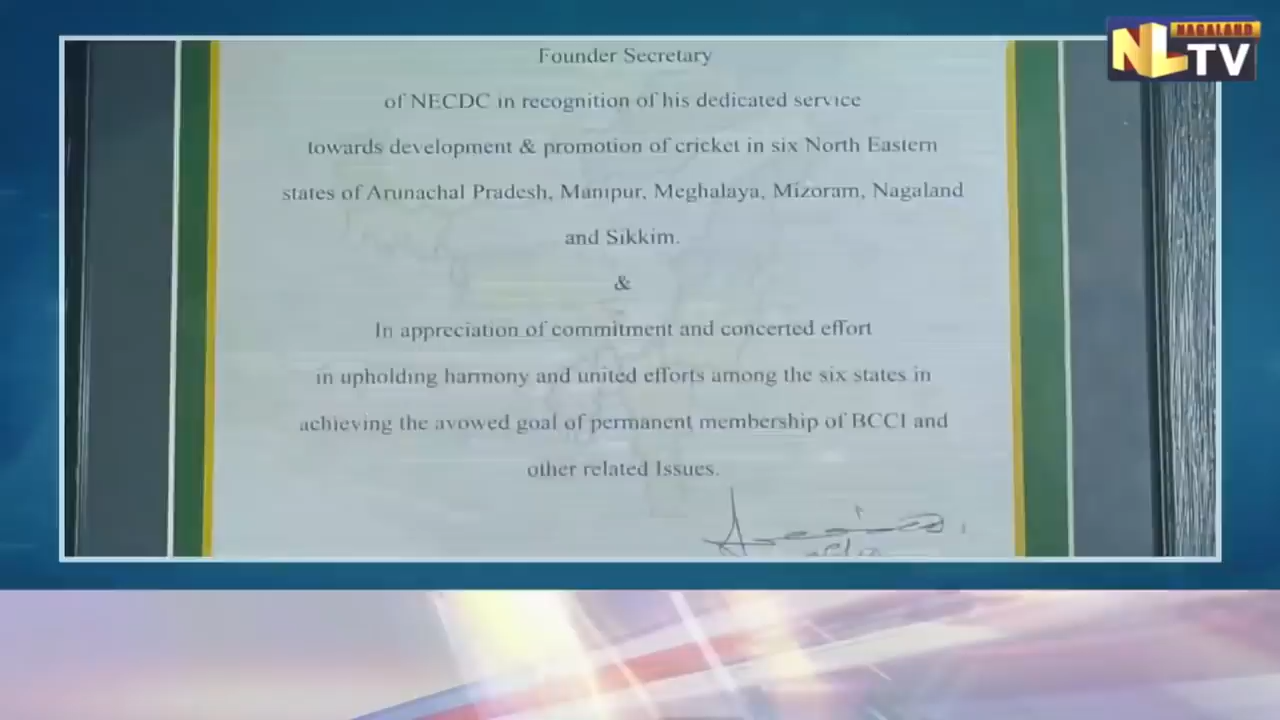 NAGALAND
NLTV
Founder Secretary
of NECDC in recognition of his dedicated service
towards development & promotion of cricket in six North Eastern
states of Arunachal Pradesh, Manipur, Meghalaya, Mizoram, Nagaland
and Sikkim.
&
In appreciation of commitment and concerted effort
in upholding harmony and united efforts among the six states in
achieving the avowed goal of permanent membership of BCCI and
other related Issues.